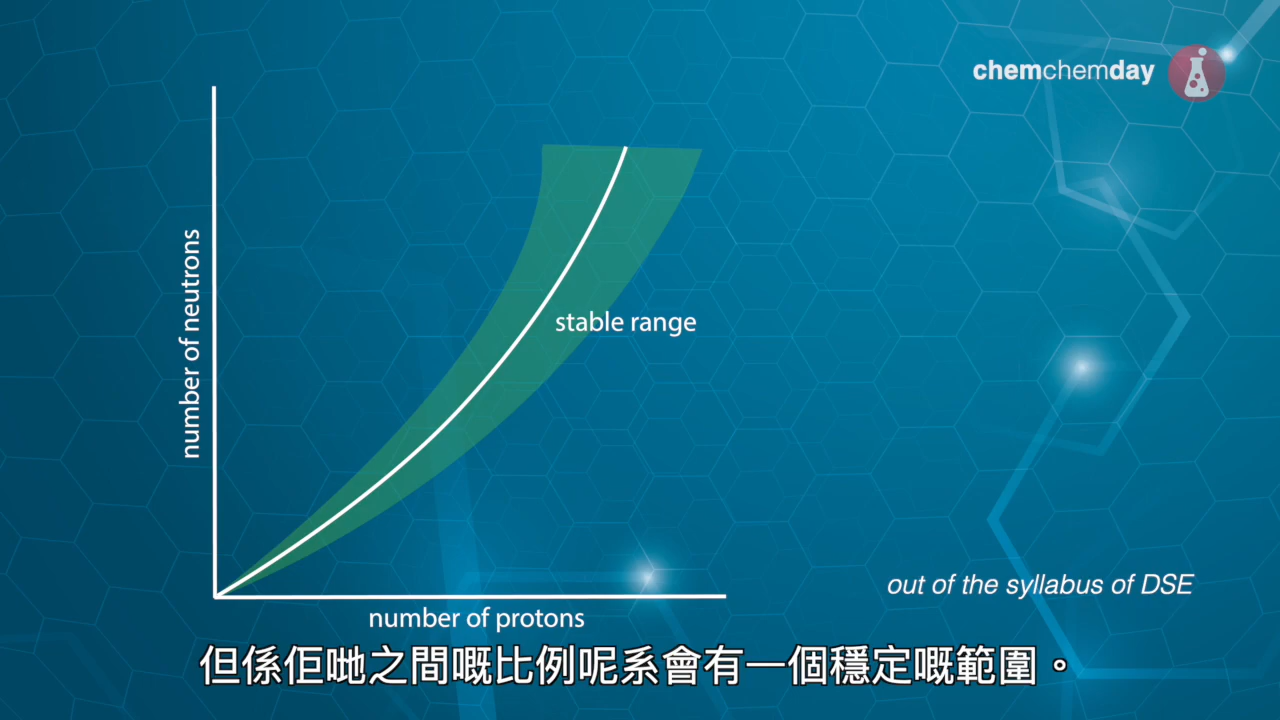 chemchemday
number of neutrons
stable range
out of the syllabus of DSE
number of protons
但係佢哋之間嘅比例呢系會有一個穩定嘅範圍。